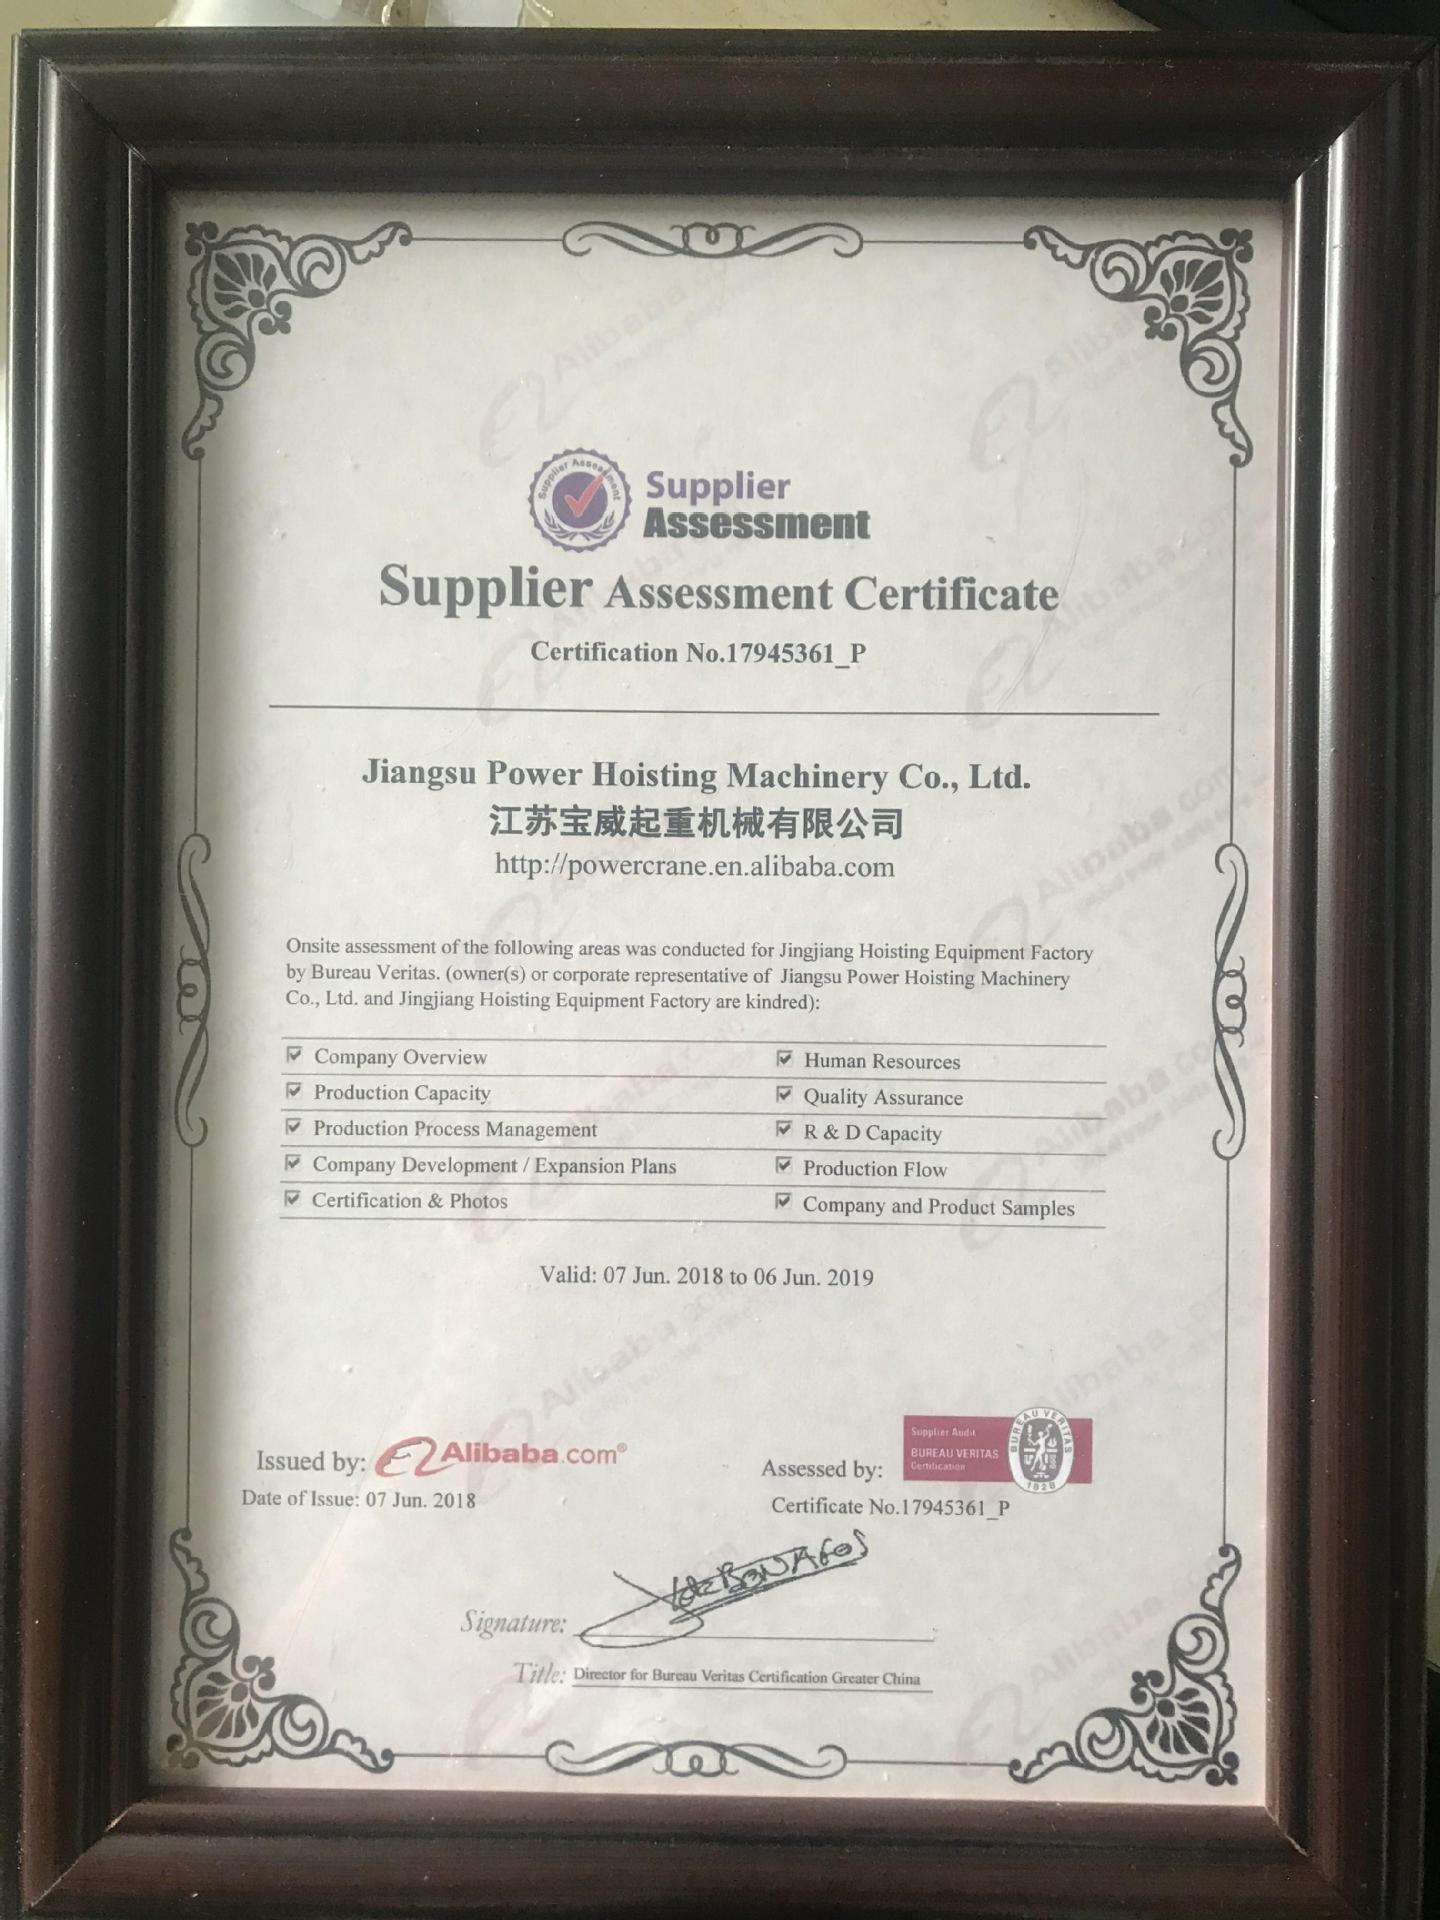 Supplier Assessment
Supplier
Assessment
Supplier Assessment Certificate
Certification No.17945361_P
Jiangsu Power Hoisting Machinery Co., Ltd.
江苏宝威起重机械有限公司
http://powercrane.en.alibaba.com
Onsite assessment of the following areas was conducted for Jingjiang Hoisting Equipment Factory
by Bureau Veritas. (owner(s) or corporate representative of Jiangsu Power Hoisting Machinery
Co., Ltd. and Jingjiang Hoisting Equipment Factory are kindred):
Company Overview Human Resources
Production Capacity Quality Assurance
Production Process Management R & D Capacity
Company Development / Expansion Plans Production Flow
Certification & Photos Company and Product Samples
Valid: 07 Jun. 2018 to 06 Jun. 2019
Issued by: Alibaba.com®
Date of Issue: 07 Jun. 2018
Supplier Audit
BUREAU VERITAS
Certification
BUREAU VERITAS
1828
Assessed by:
Certificate No.17945361_P
Signature:
Title: Director for Bureau Veritas Certification Greater China